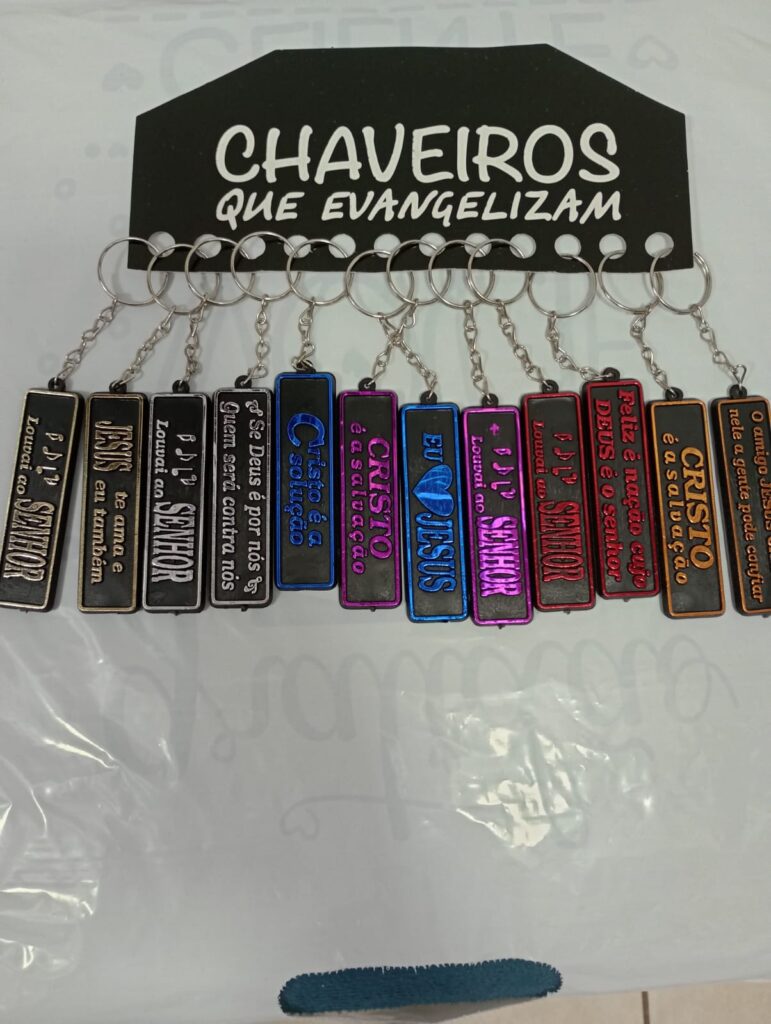 CHAVEIROS
QUE EVANGELIZAM
Louvai ao SENHOR
JESUS te ama e
eu também
Louvai ao SENHOR
Se Deus é por nós
Quem será contra nós
Cristo é a
solução
CRISTO
é a salvação
EU JESUS
Louvai ao SENHOR
Louvai ao SENHOR
Feliz é nação cujo
DEUS é o senhor
CRISTO
é a salvação
O amigo JESUS
nele a gente pode confiar